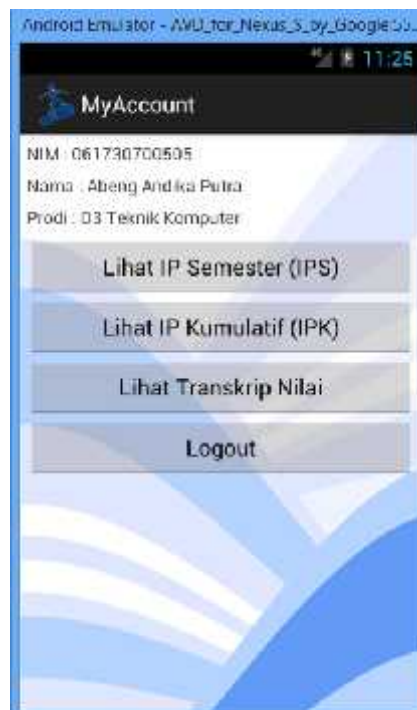 Android Emulator - AVD_for_Nexus_S_by_Google:55..
11:25
MyAccount
NIM : 061730700505
Nama : Abeng Andika Putra
Prodi : D3 Teknik Komputer
Lihat IP Semester (IPS)
Lihat IP Kumulatif (IPK)
Lihat Transkrip Nilai
Logout